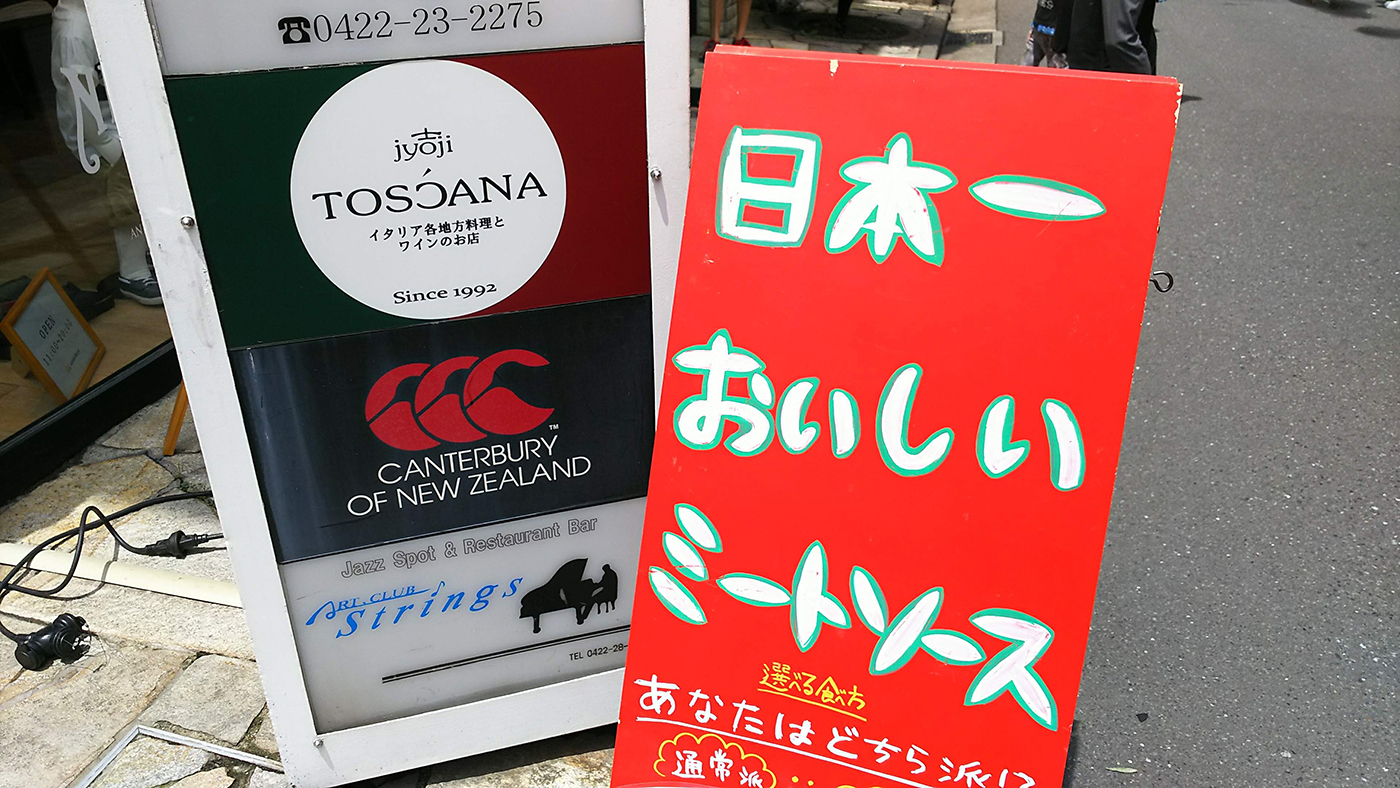 ☎0422-23-2275
jyoji
TOSCANA
イタリア各地方料理と
ワインのお店
Since 1992
CANTERBURY
OF NEW ZEALAND
Jazz Spot & Restaurant Bar
ART.CLUB
Strings
TEL 0422-28-
OPEN
日本一
おいしい
ミートソース
選べる食べ方
あなたはどちら派!?
通常派